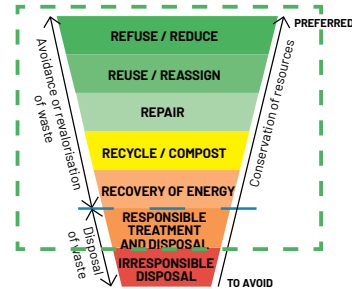 PREFERRED
REFUSE / REDUCE
REUSE / REASSIGN
REPAIR
RECYCLE / COMPOST
RECOVERY OF ENERGY
RESPONSIBLE
TREATMENT
AND DISPOSAL
IRRESPONSIBLE
DISPOSAL
TO AVOID
Avoidance or revalorisation
of waste
Disposal
of waste
Conservation of resources